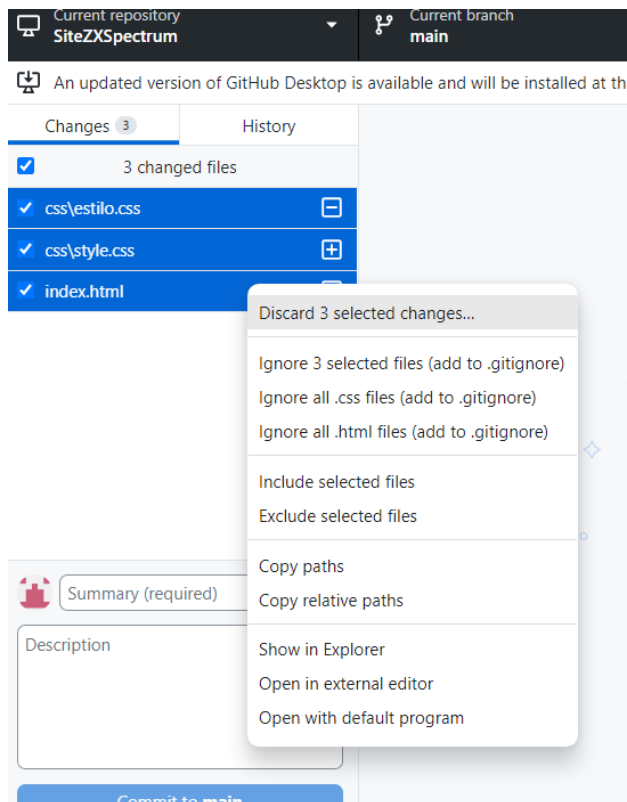 Current repository
SiteZXSpectrum
Current branch
main
An updated version of GitHub Desktop is available and will be installed at th
Changes 3
History
3 changed files
css\estilo.css
css\style.css
index.html
Discard 3 selected changes...
Ignore 3 selected files (add to .gitignore)
Ignore all .css files (add to .gitignore)
Ignore all .html files (add to .gitignore)
Include selected files
Exclude selected files
Copy paths
Copy relative paths
Show in Explorer
Open in external editor
Open with default program
Summary (required)
Description
Commit to main